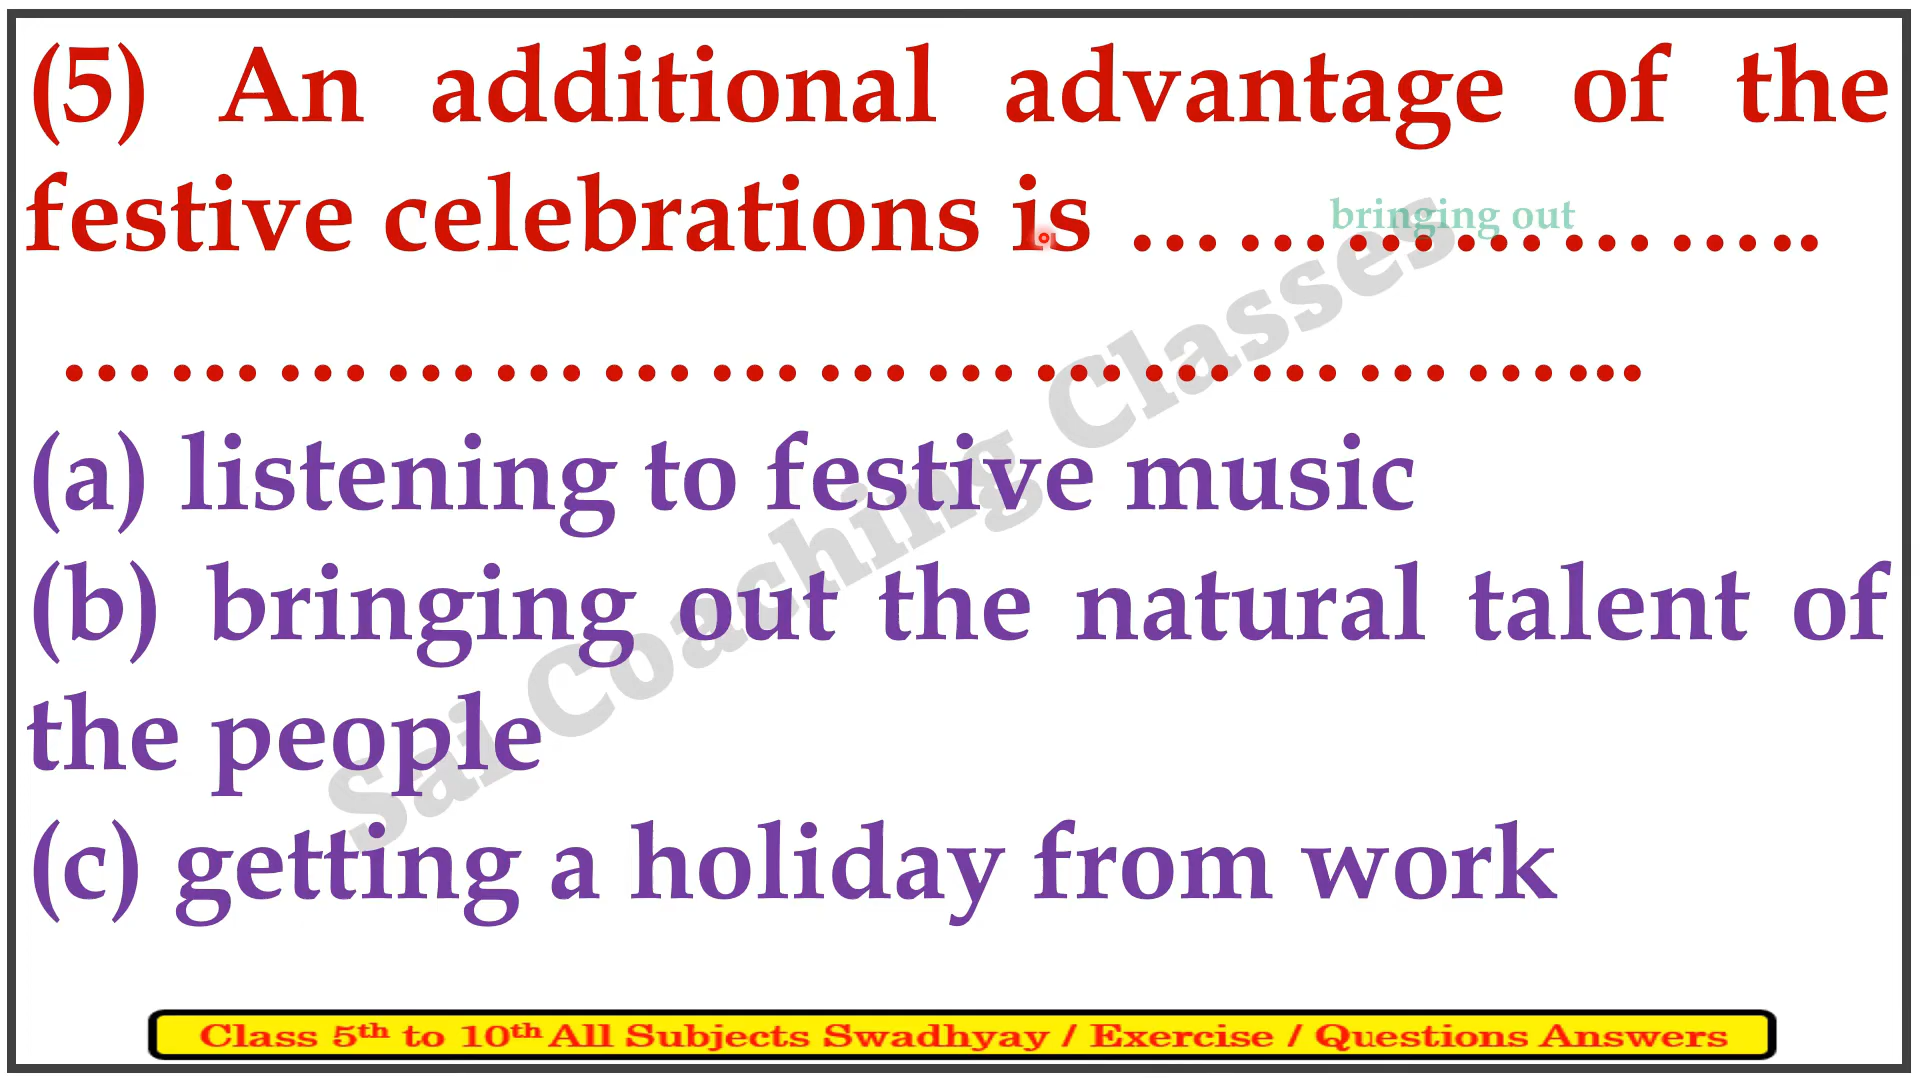 (5) An additional advantage of the
festive celebrations is ………………….. bringing out
…………………………………………...
(a) listening to festive music
(b) bringing out the natural talent of
the people
(c) getting a holiday from work
Sai Coaching Classes
Class 5th to 10th All Subjects Swadhyay / Exercise / Questions Answers